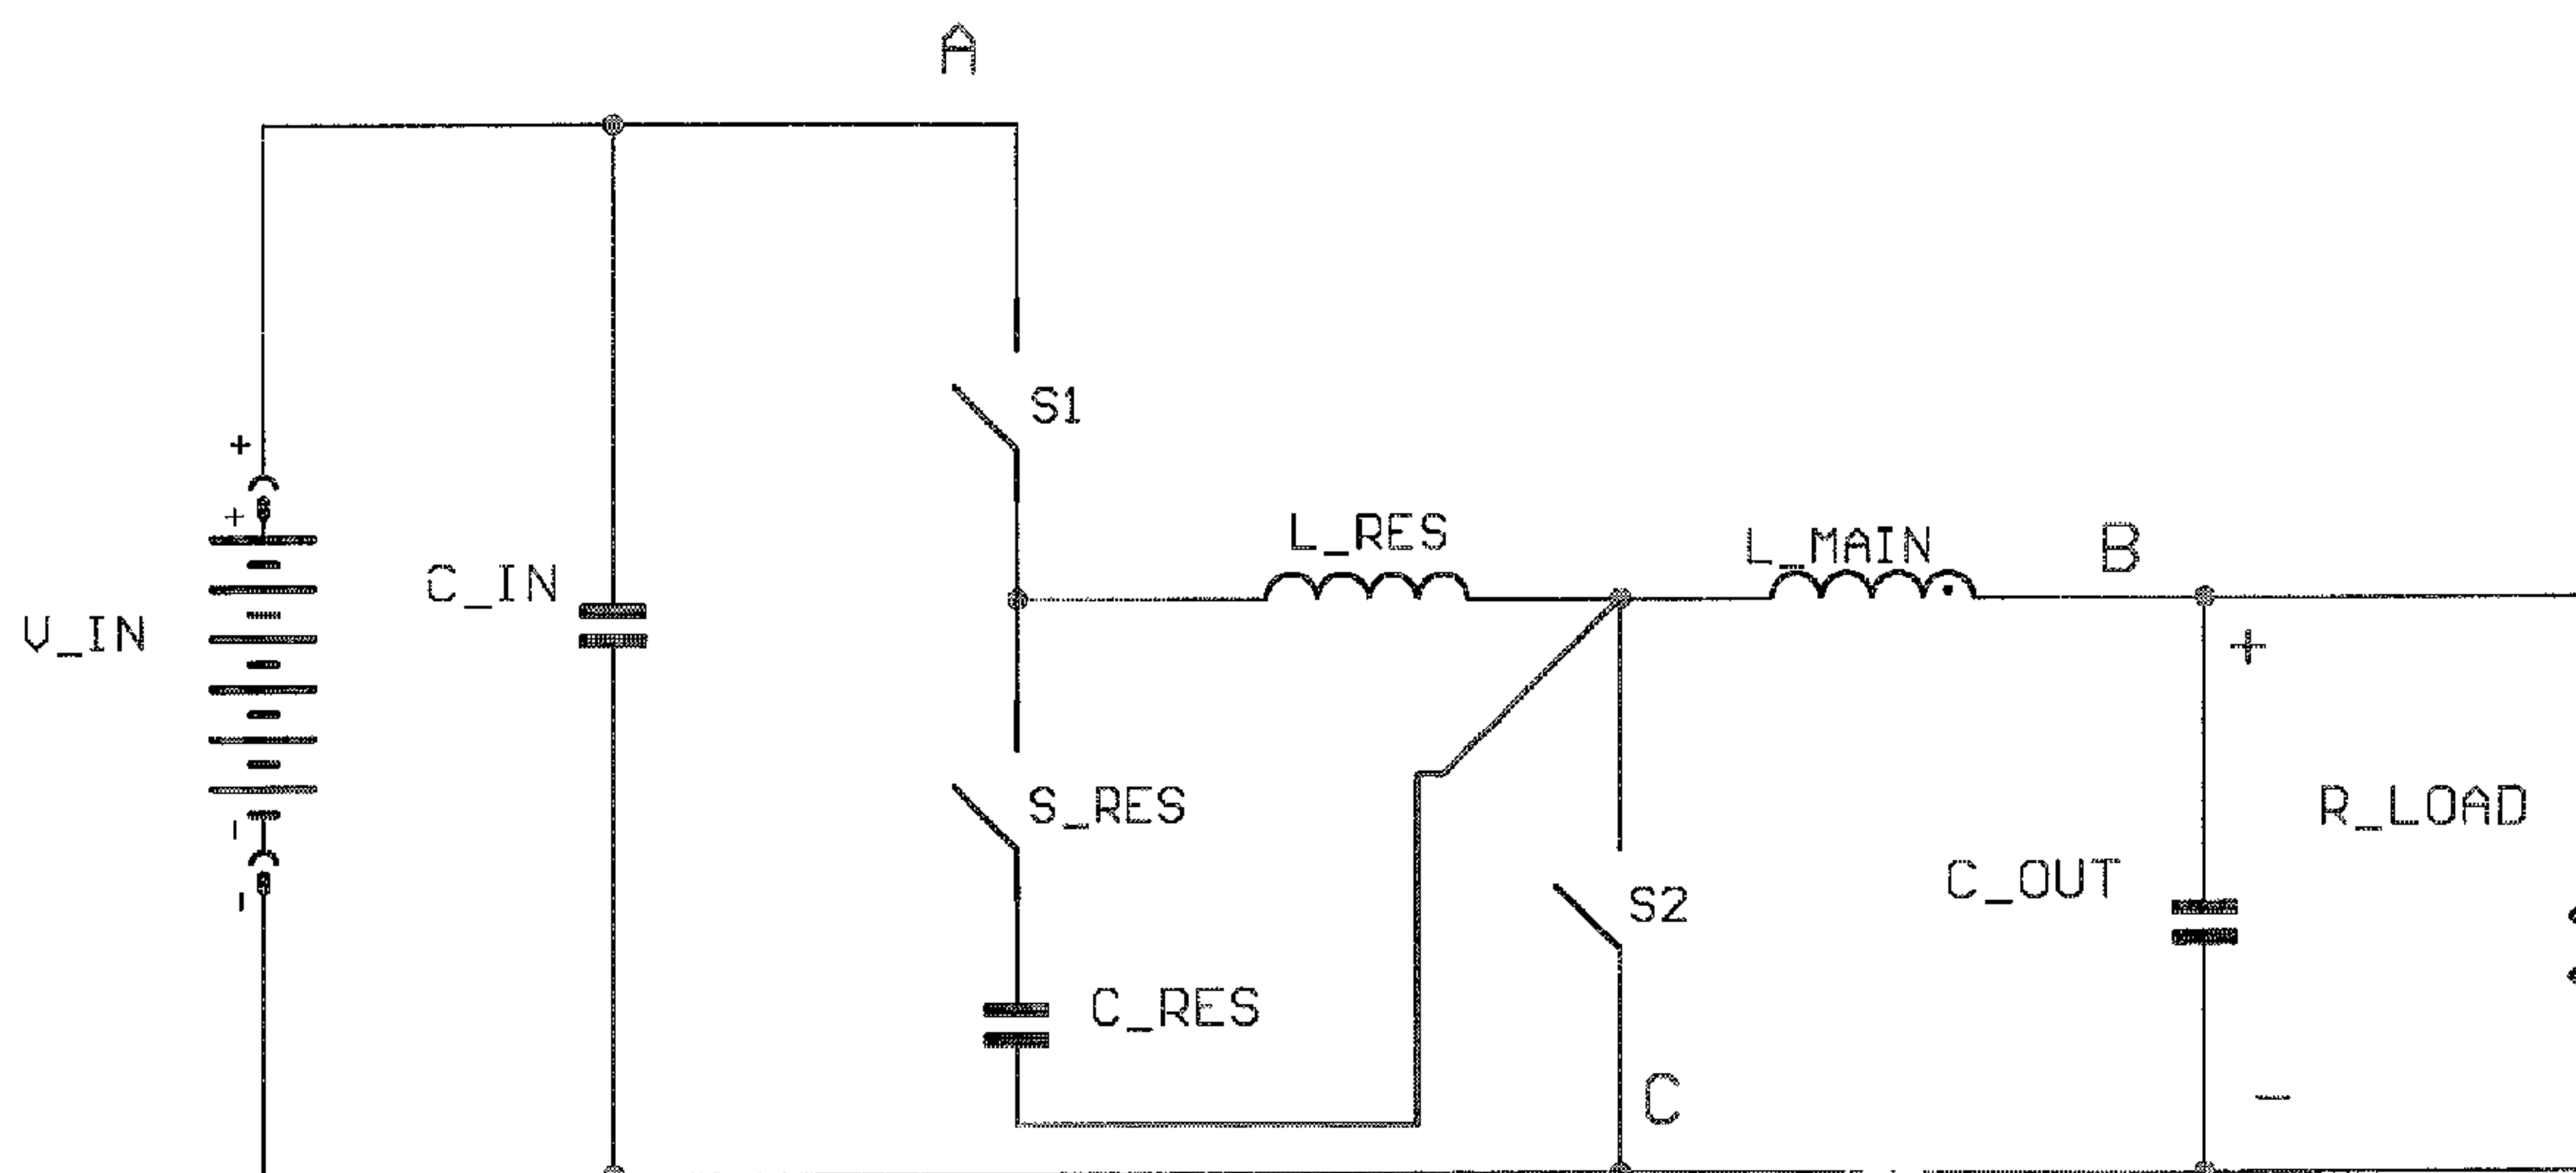 A
+
S1
+
L_RES
L_MAIN
B
C_IN
V_IN
+
S_RES
R_LOAD
-
C_OUT
S2
-
C_RES
C
-